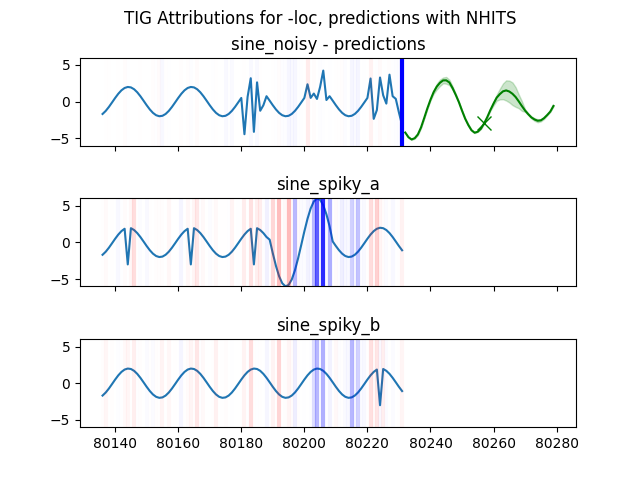 TIG Attributions for -loc, predictions with NHITS
sine_noisy - predictions
5
0
−5
sine_spiky_a
5
0
−5
sine_spiky_b
5
0
−5
80140 80160 80180 80200 80220 80240 80260 80280